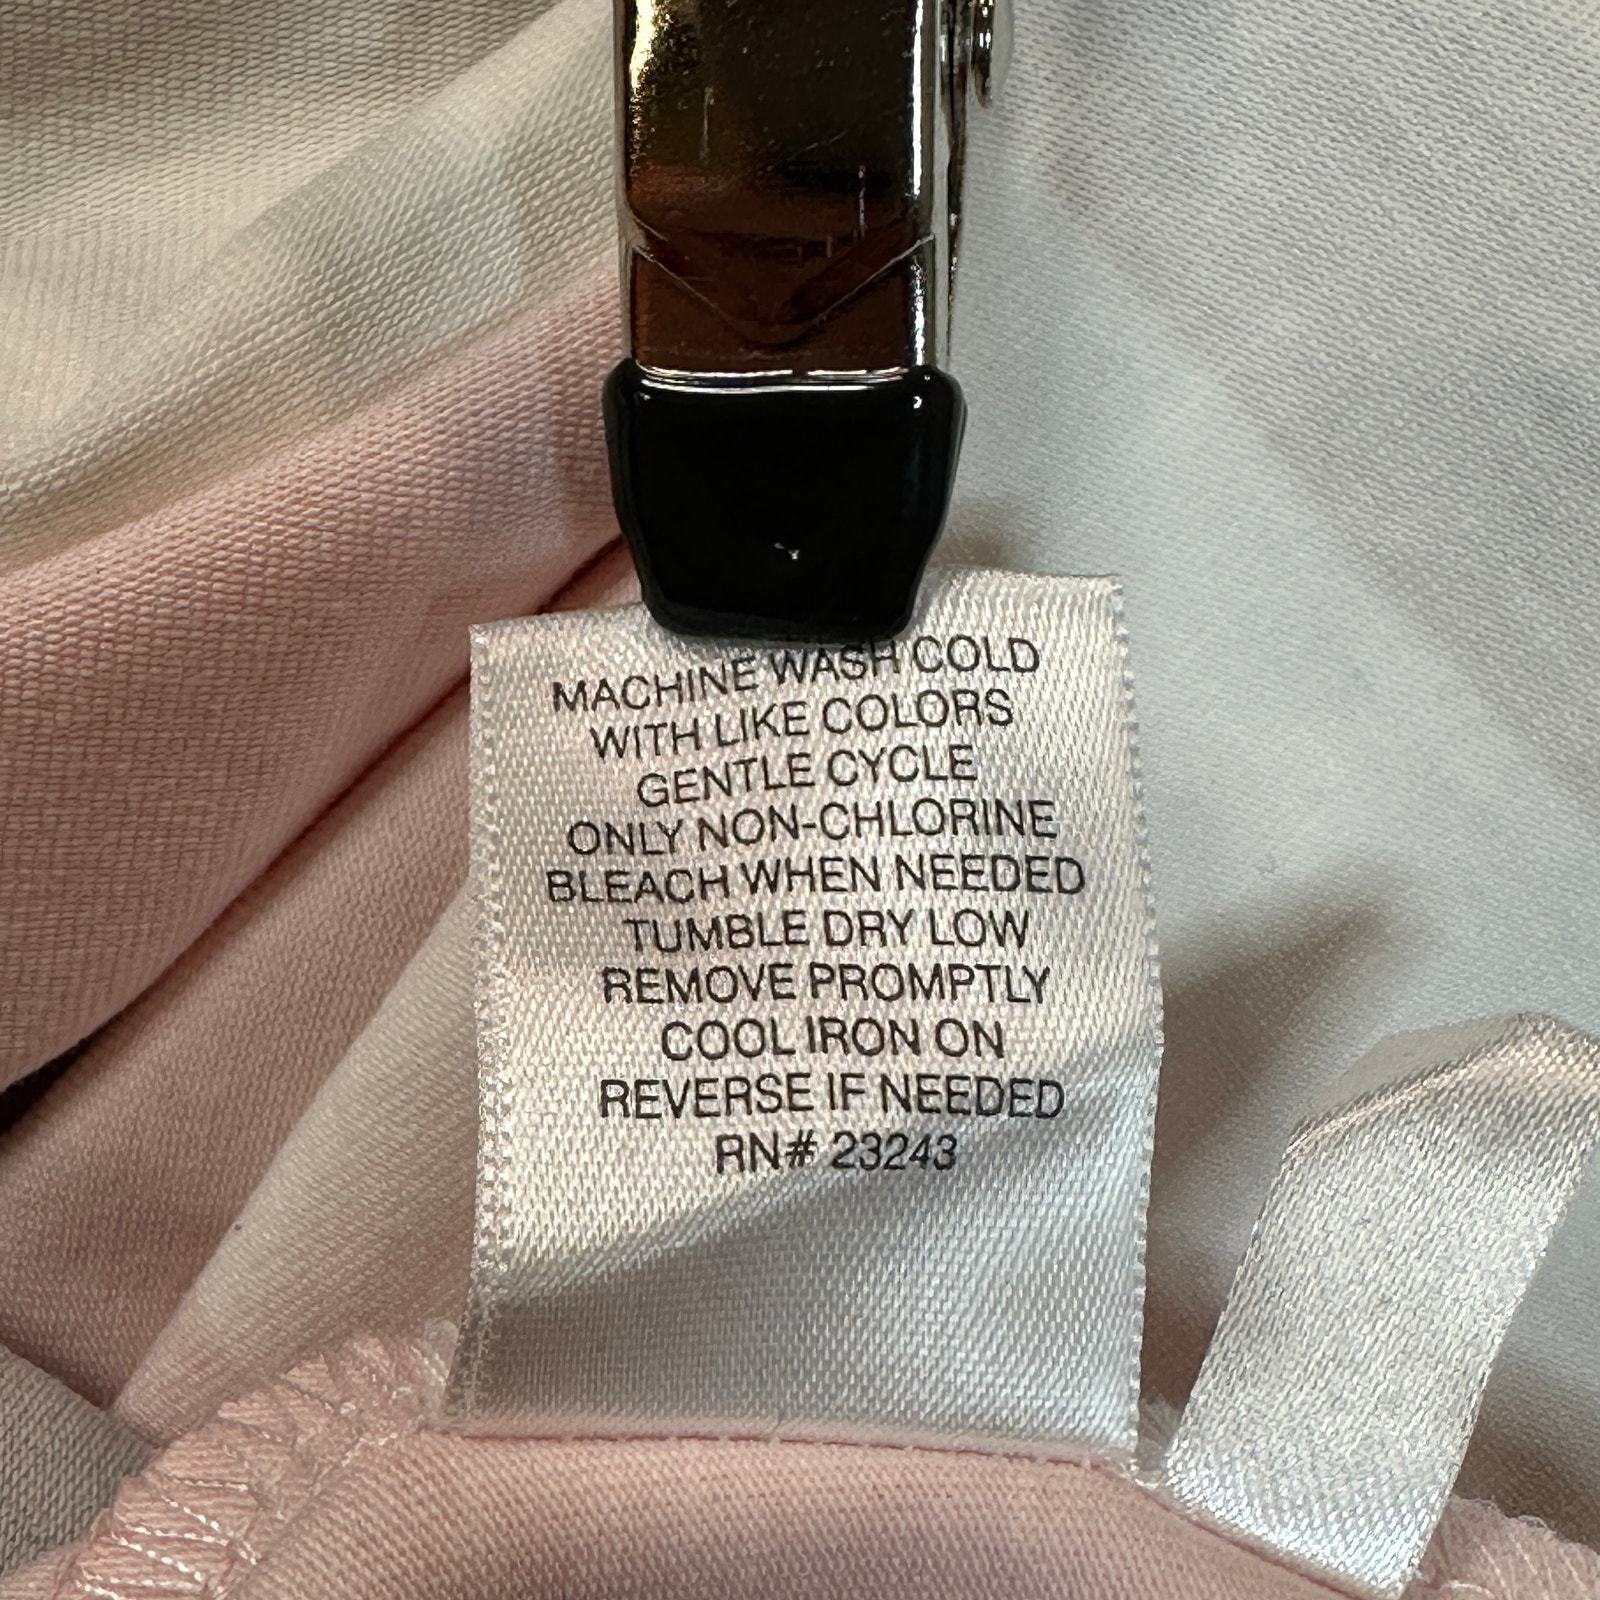 MACHINE WASH COLD
WITH LIKE COLORS
GENTLE CYCLE
ONLY NON-CHLORINE
BLEACH WHEN NEEDED
TUMBLE DRY LOW
REMOVE PROMPTLY
COOL IRON ON
REVERSE IF NEEDED
RN# 23243